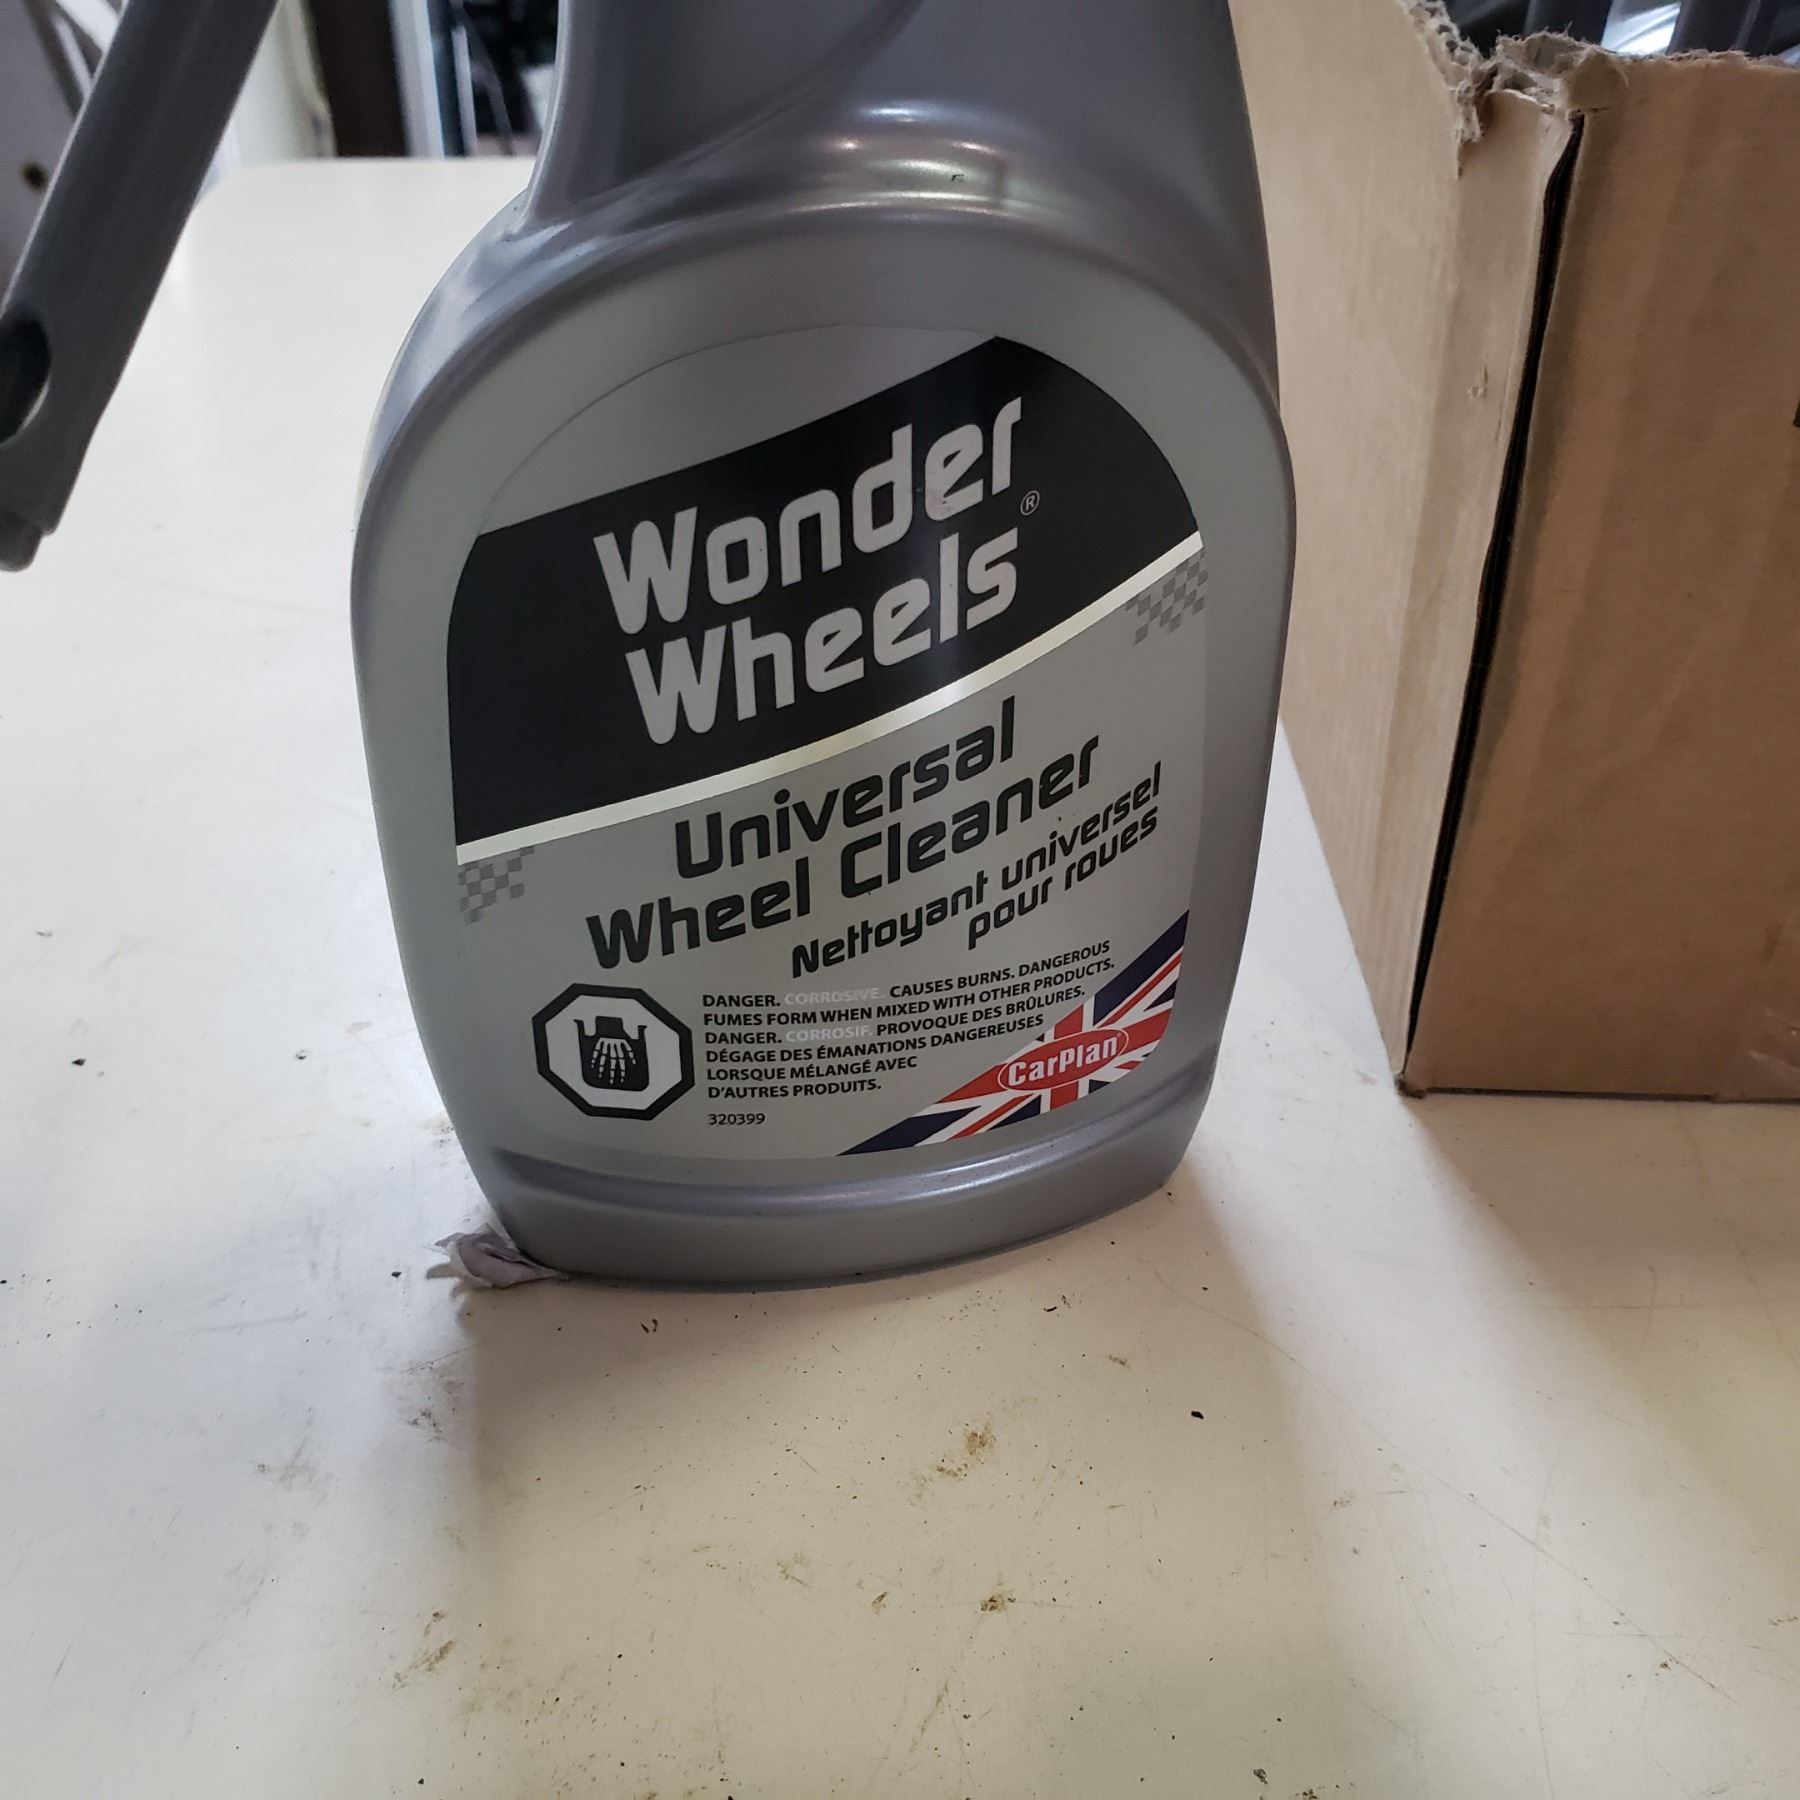 Wonder
Wheels®
Universal
Wheel Cleaner
Nettoyant universel
pour roues
DANGER. CORROSIVE. CAUSES BURNS. DANGEROUS
FUMES FORM WHEN MIXED WITH OTHER PRODUCTS.
DANGER. CORROSIF. PROVOQUE DES BRÛLURES.
DÉGAGE DES ÉMANATIONS DANGEREUSES
LORSQUE MÉLANGÉ AVEC
D'AUTRES PRODUITS.
CarPlan
320399